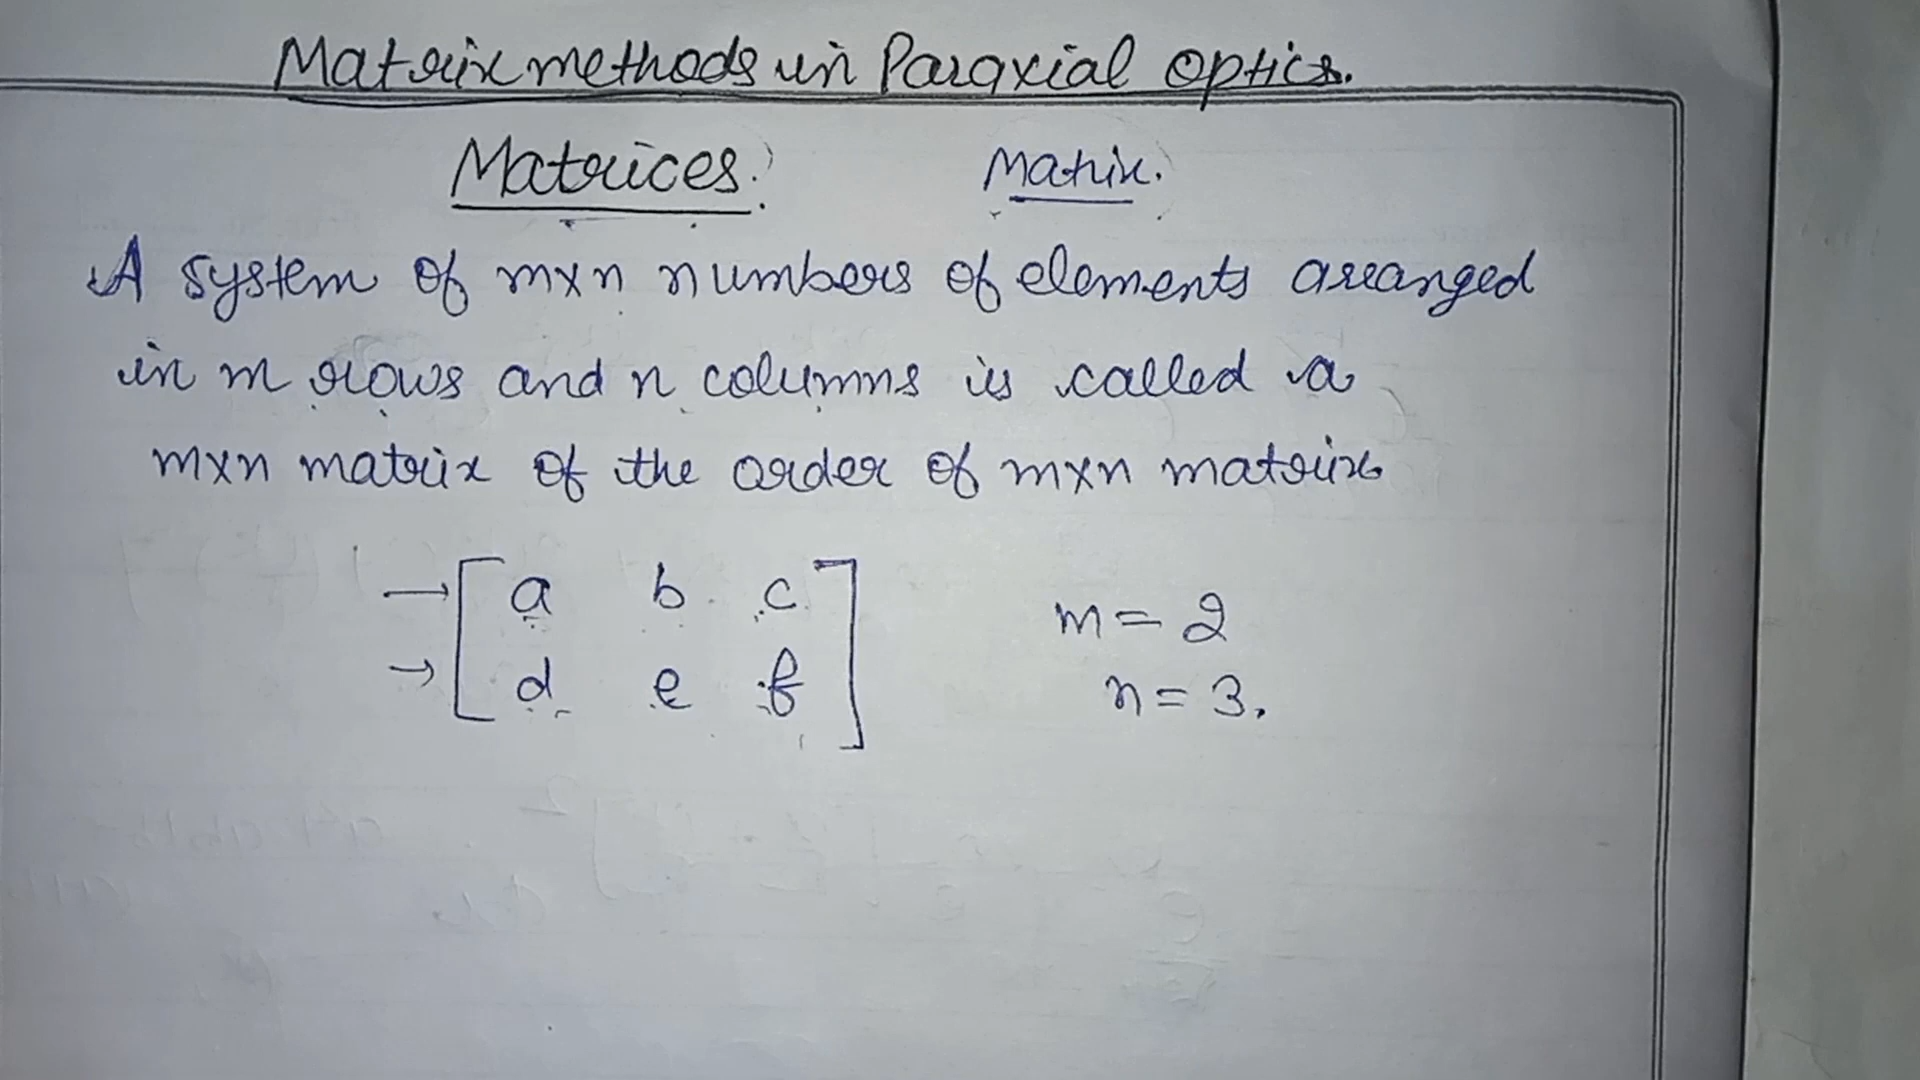 Matrix methods in Paraxial optics.
Matrices. Matrix.
A system of m×n numbers of elements arranged
in m rows and n columns is called a
m×n matrix of the order of m×n matrix
→ [ a b c
→ d e f ]
m = 2
n = 3.